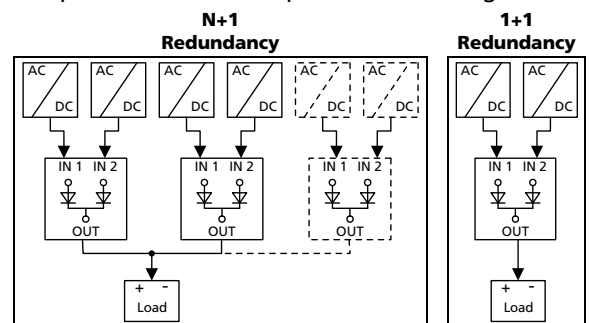 N+1
Redundancy
1+1
Redundancy
AC AC AC AC AC AC AC AC
DC DC DC DC DC DC DC DC
IN 1 IN 2 IN 1 IN 2 IN 1 IN 2 IN 1 IN 2
OUT OUT OUT OUT
+ - + -
Load Load